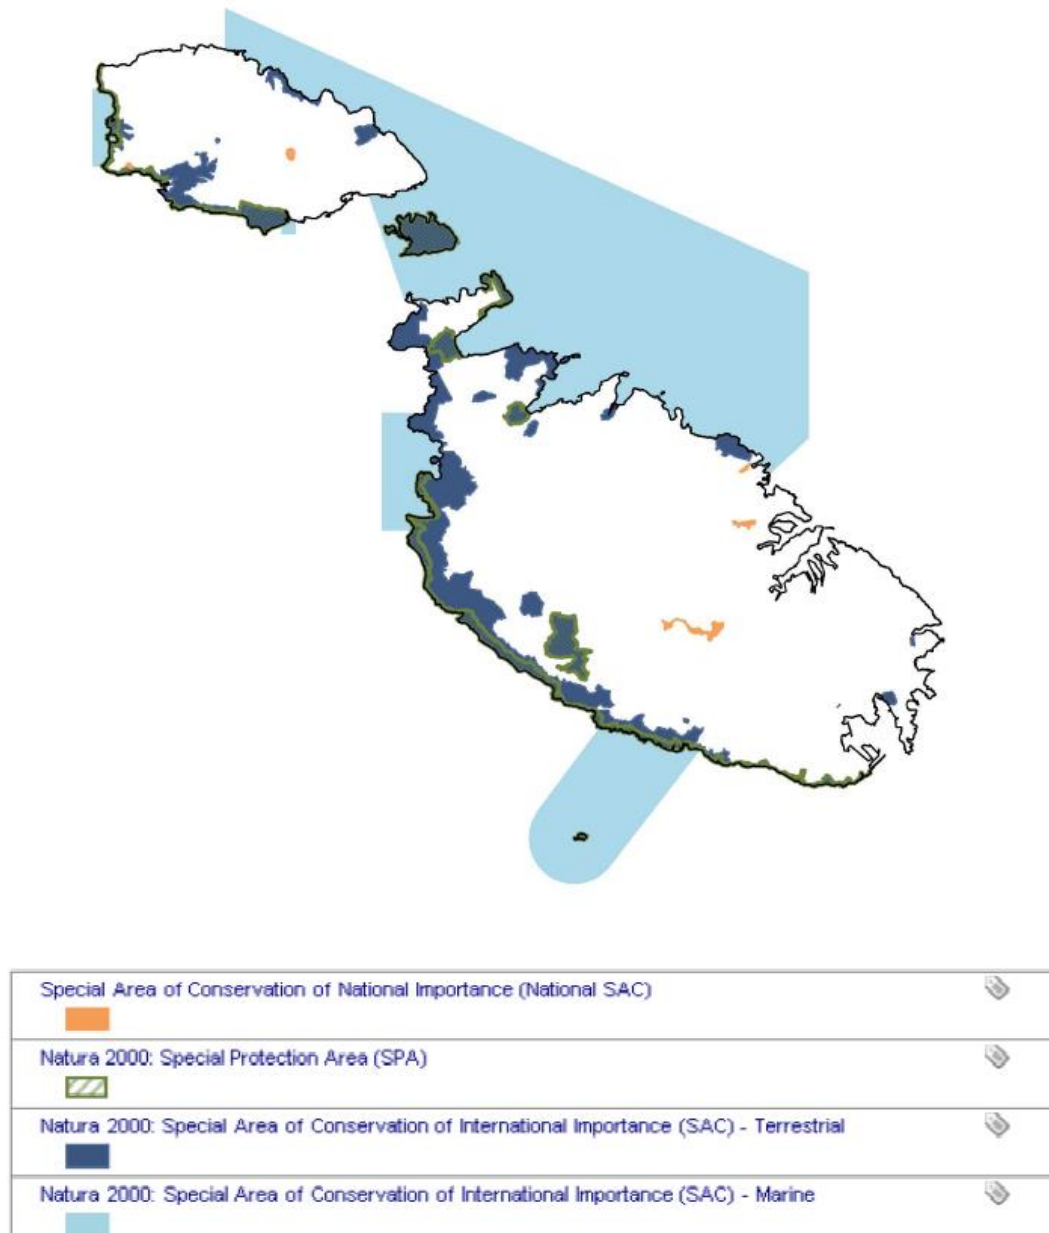 Special Area of Conservation of National Importance (National SAC)
Natura 2000: Special Protection Area (SPA)
Natura 2000: Special Area of Conservation of International Importance (SAC) - Terrestrial
Natura 2000: Special Area of Conservation of International Importance (SAC) - Marine